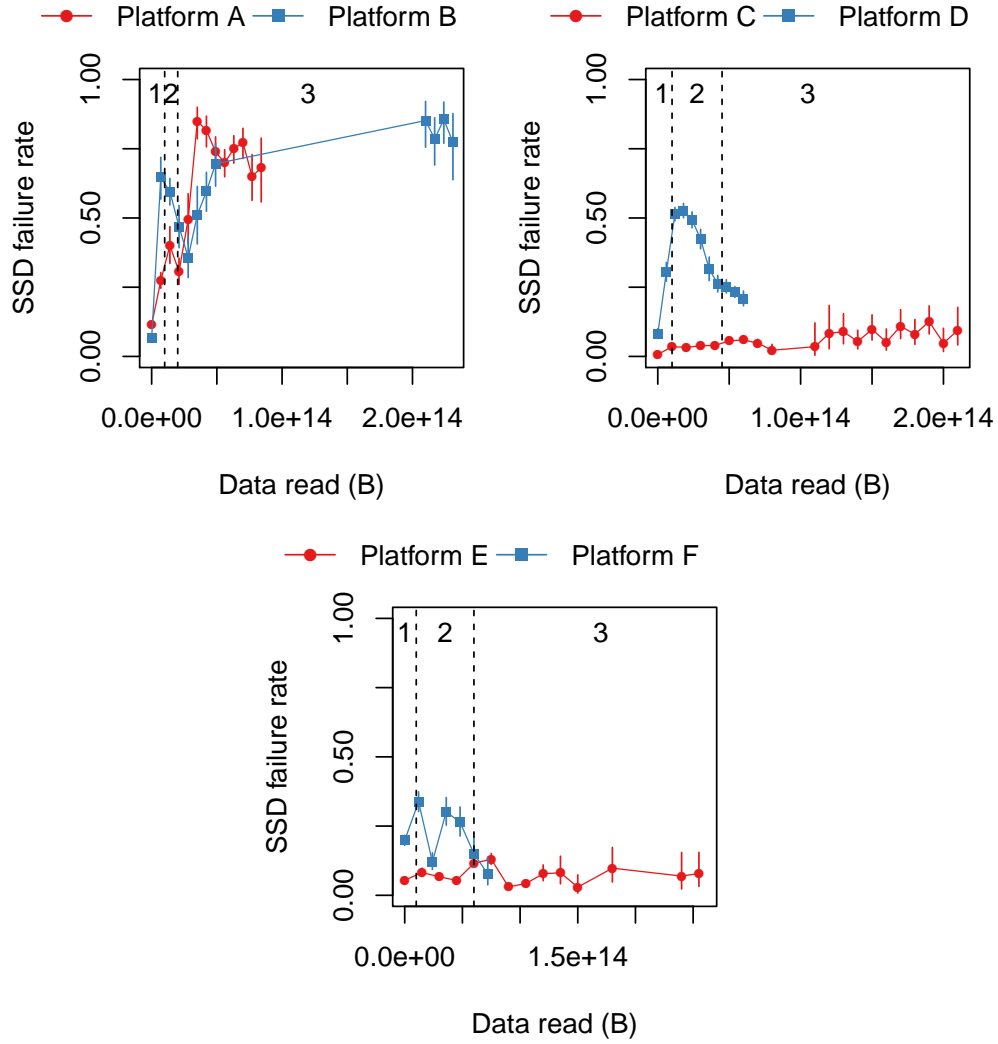 Platform A Platform B
1 2 3
SSD failure rate
0.00 0.50 1.00
0.0e+00 1.0e+14 2.0e+14
Data read (B)
Platform C Platform D
1 2 3
SSD failure rate
0.00 0.50 1.00
0.0e+00 1.0e+14 2.0e+14
Data read (B)
Platform E Platform F
1 2 3
SSD failure rate
0.00 0.50 1.00
0.0e+00 1.5e+14
Data read (B)